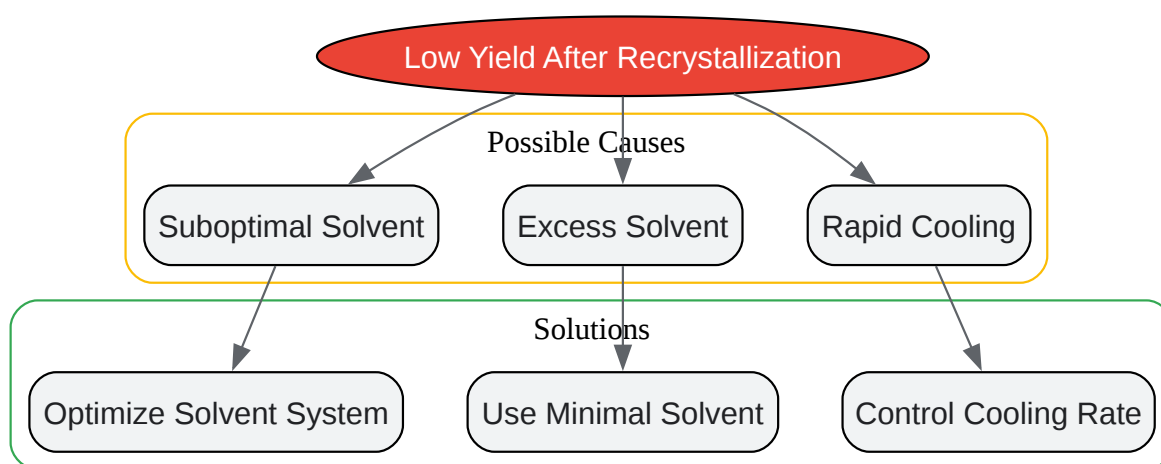 Low Yield After Recrystallization
Possible Causes
Suboptimal Solvent
Excess Solvent
Rapid Cooling
Solutions
Optimize Solvent System
Use Minimal Solvent
Control Cooling Rate